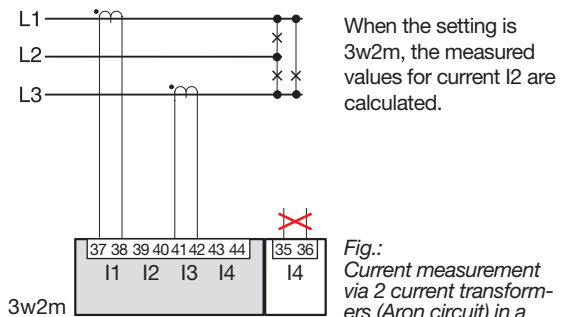 L1
L2
L3
When the setting is
3w2m, the measured
values for current I2 are
calculated.
37 38 39 40 41 42 43 44
I1 I2 I3 I4
35 36
I4
3w2m
Fig.:
Current measurement
via 2 current transform-
ers (Aron circuit) in a